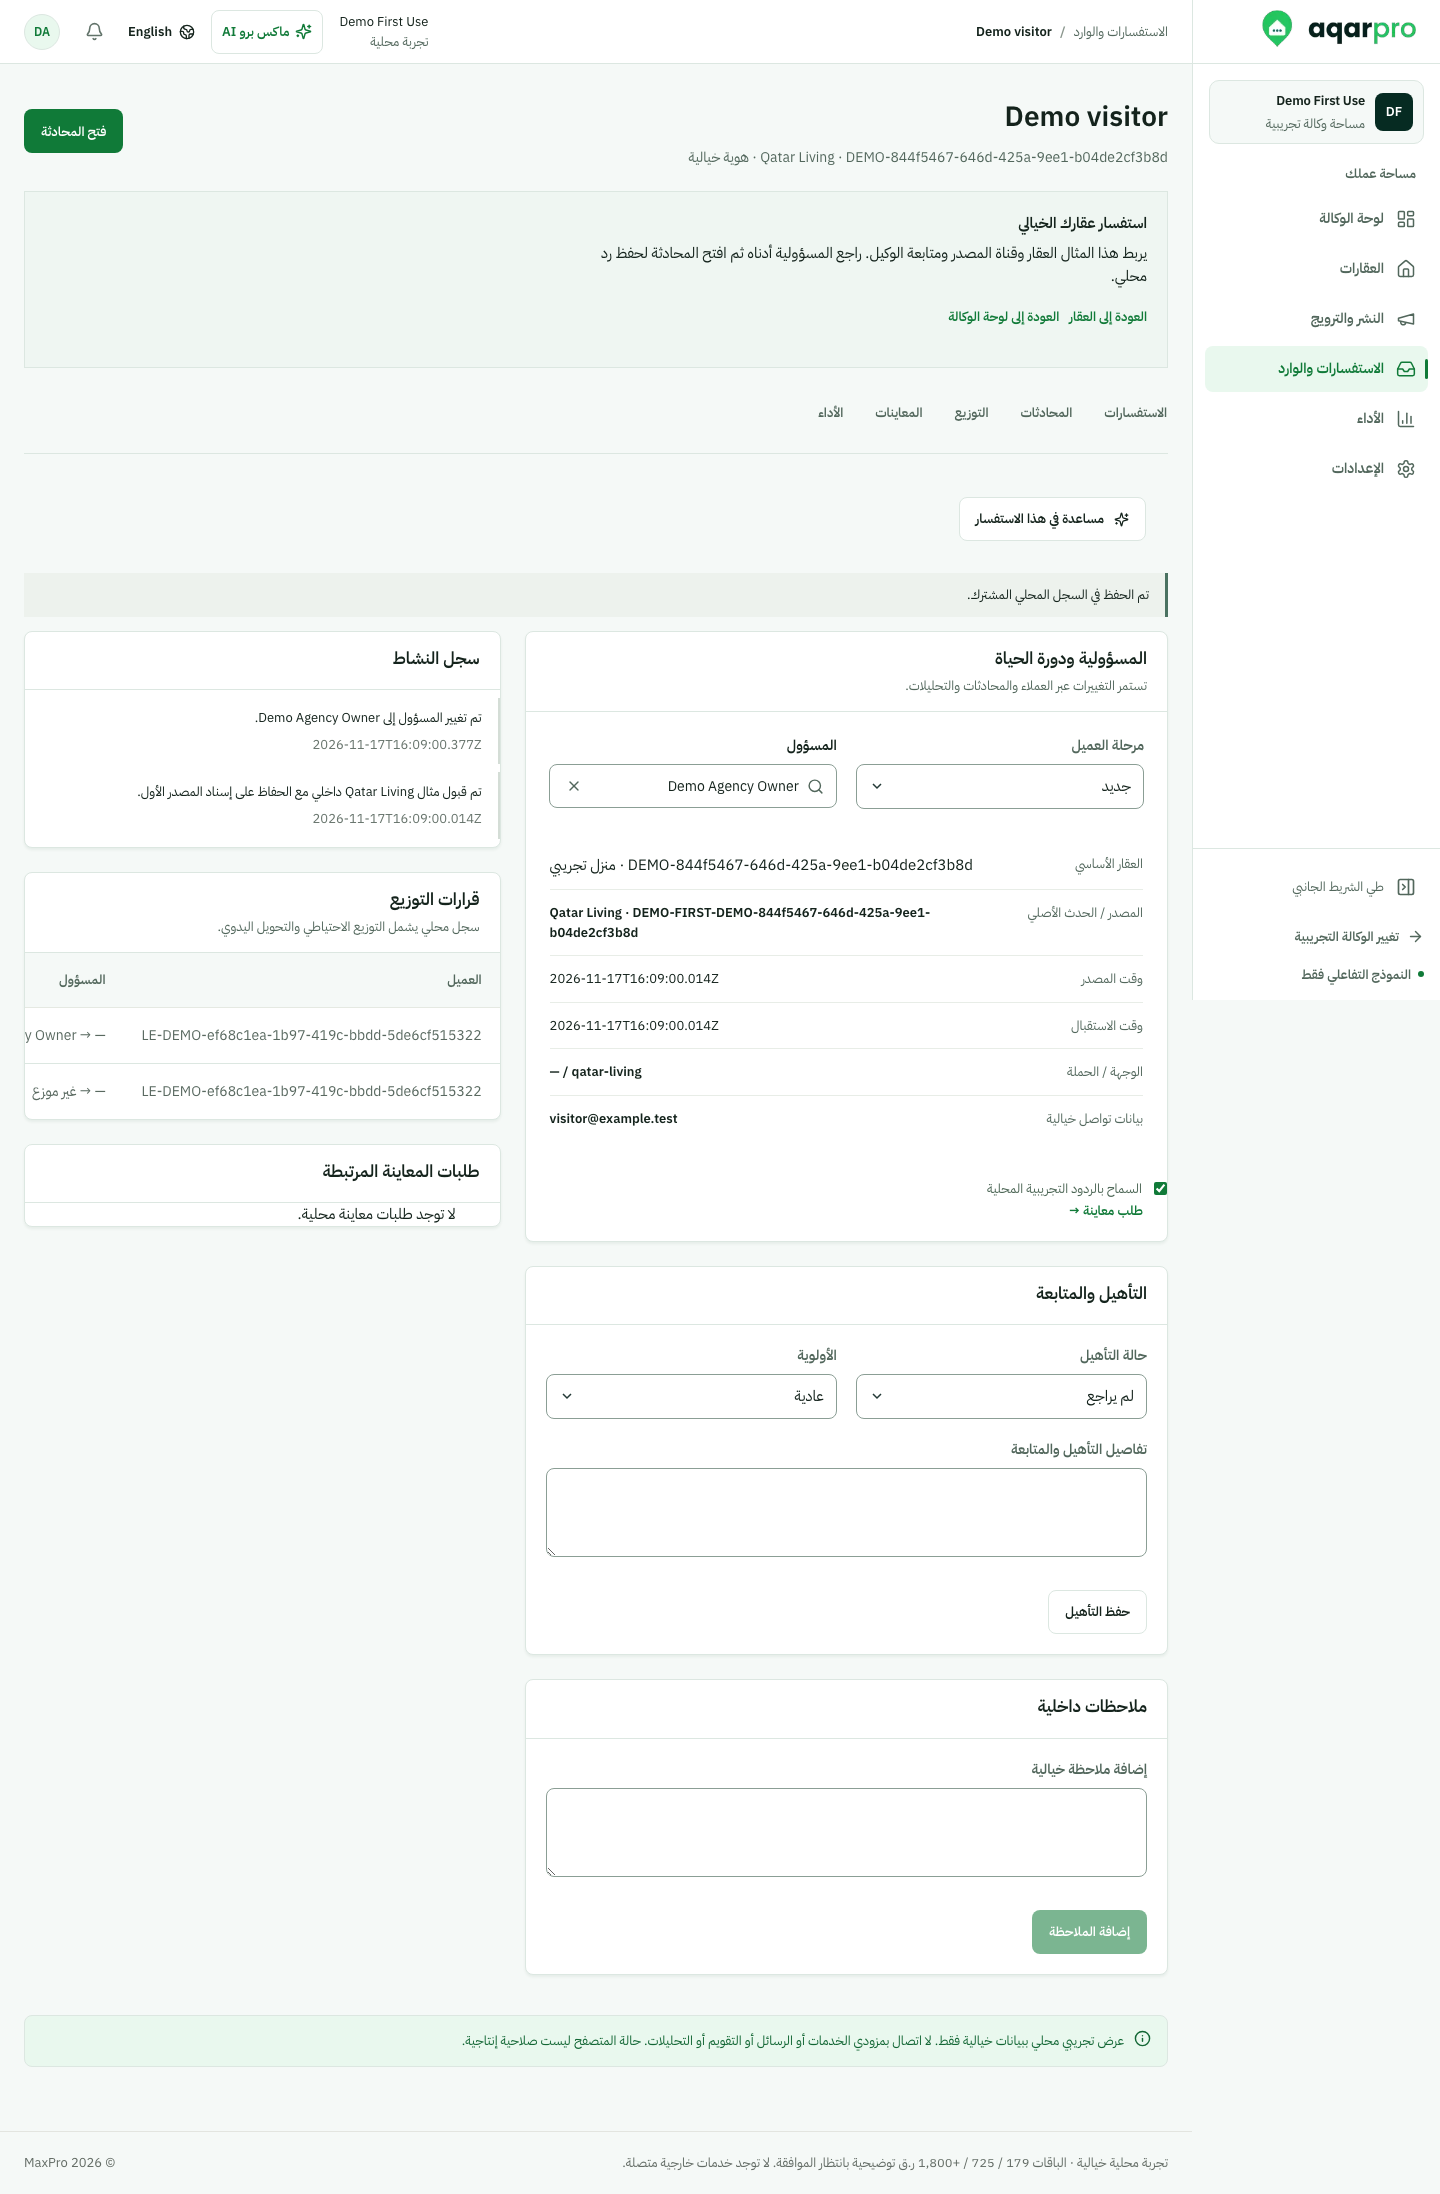 aqarpro
الاستفسارات والوارد / Demo visitor
Demo First Use
تجربة محلية
ماكس برو AI
English
DA
DF
Demo First Use
مساحة وكالة تجريبية
مساحة عملك
لوحة الوكالة
العقارات
النشر والترويج
الاستفسارات والوارد
الأداء
الإعدادات
طي الشريط الجانبي
تغيير الوكالة التجريبية
النموذج التفاعلي فقط
Demo visitor
هوية خيالية · Qatar Living · DEMO-844f5467-646d-425a-9ee1-b04de2cf3b8d
فتح المحادثة
استفسار عقارك الخيالي
يربط هذا المثال العقار وقناة المصدر ومتابعة الوكيل. راجع المسؤولية أدناه ثم افتح المحادثة لحفظ رد
محلي.
العودة إلى العقار العودة إلى لوحة الوكالة
الاستفسارات
المحادثات
التوزيع
المعاينات
الأداء
مساعدة في هذا الاستفسار
تم الحفظ في السجل المحلي المشترك.
المسؤولية ودورة الحياة
تستمر التغييرات عبر العملاء والمحادثات والتحليلات.
مرحلة العميل
جديد
المسؤول
Demo Agency Owner
العقار الأساسي
DEMO-844f5467-646d-425a-9ee1-b04de2cf3b8d · منزل تجريبي
المصدر / الحدث الأصلي
Qatar Living · DEMO-FIRST-DEMO-844f5467-646d-425a-9ee1-
b04de2cf3b8d
وقت المصدر
2026-11-17T16:09:00.014Z
وقت الاستقبال
2026-11-17T16:09:00.014Z
الوجهة / الحملة
— / qatar-living
بيانات تواصل خيالية
visitor@example.test
السماح بالردود التجريبية المحلية
طلب معاينة →
التأهيل والمتابعة
حالة التأهيل
لم يراجع
الأولوية
عادية
تفاصيل التأهيل والمتابعة
حفظ التأهيل
ملاحظات داخلية
إضافة ملاحظة خيالية
إضافة الملاحظة
سجل النشاط
تم تغيير المسؤول إلى Demo Agency Owner.
2026-11-17T16:09:00.377Z
تم قبول مثال Qatar Living داخلي مع الحفاظ على إسناد المصدر الأول.
2026-11-17T16:09:00.014Z
قرارات التوزيع
سجل محلي يشمل التوزيع الاحتياطي والتحويل اليدوي.
العميل
المسؤول
LE-DEMO-ef68c1ea-1b97-419c-bbdd-5de6cf515322
— → y Owner
LE-DEMO-ef68c1ea-1b97-419c-bbdd-5de6cf515322
— → غير موزع
طلبات المعاينة المرتبطة
لا توجد طلبات معاينة محلية.
عرض تجريبي محلي ببيانات خيالية فقط. لا اتصال بمزودي الخدمات أو الرسائل أو التقويم أو التحليلات. حالة المتصفح ليست صلاحية إنتاجية.
تجربة محلية خيالية · الباقات 179 / 725 / +1,800 ر.ق توضيحية بانتظار الموافقة. لا توجد خدمات خارجية متصلة.
© 2026 MaxPro